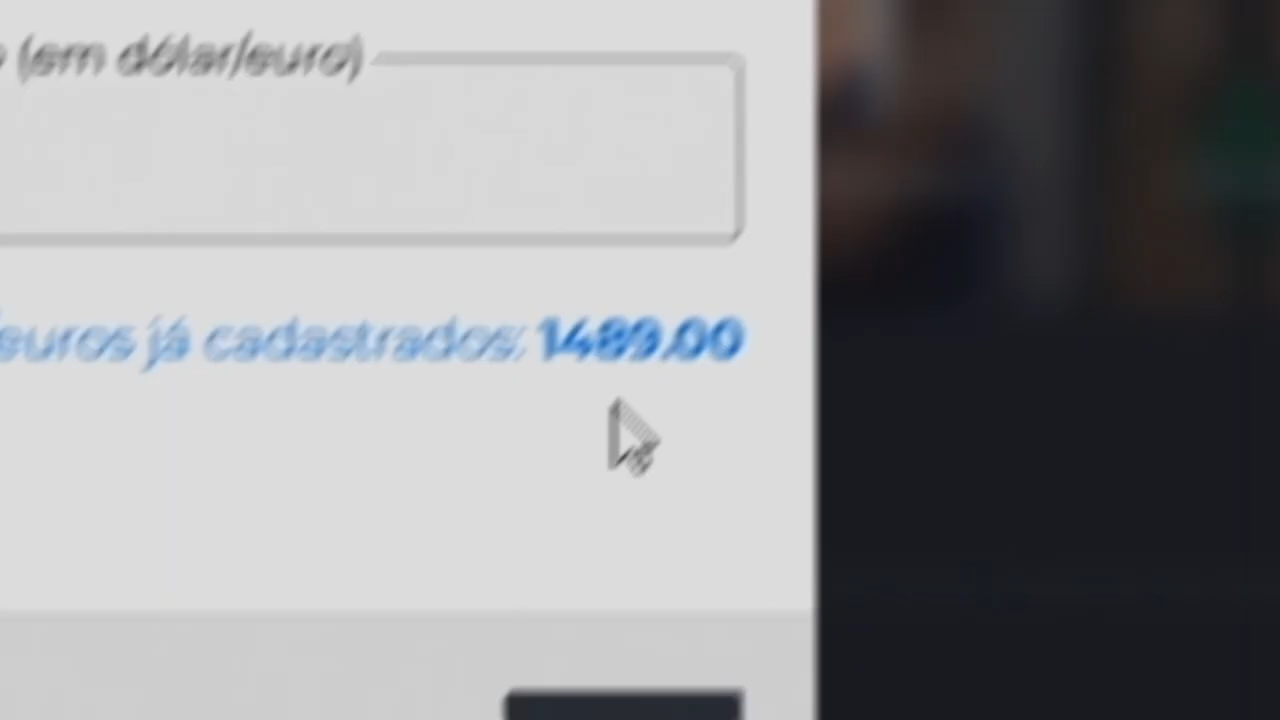 (em dólar/euro)
/euros já cadastrados: 1489.00